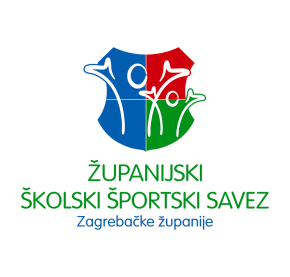 ŽUPANIJSKI
ŠKOLSKI ŠPORTSKI SAVEZ
Zagrebačke županije